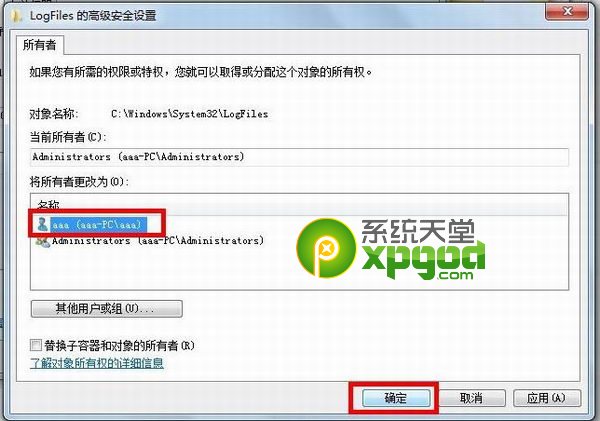 LogFiles 的高级安全设置
所有者
如果您有所需的权限或特权，您就可以取得或分配这个对象的所有权。
对象名称: C:\Windows\System32\LogFiles
当前所有者(C):
Administrators (aaa-PC\Administrators)
将所有者更改为(O):
名称
aaa (aaa-PC\aaa)
Administrators (aaa-PC\Administrators)
系统天堂
xpgod
.com
其他用户或组(U)...
替换子容器和对象的所有者(R)
了解对象所有权的详细信息
确定 取消 应用(A)